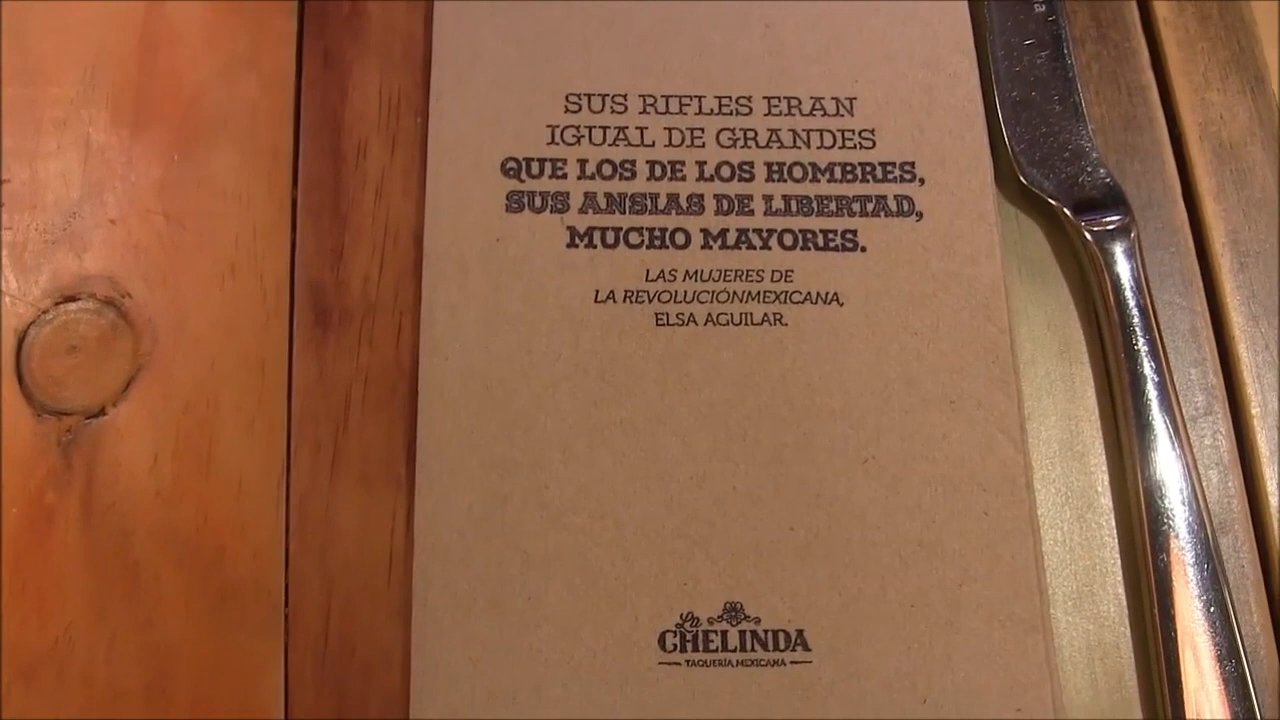 SUS RIFLES ERAN
IGUAL DE GRANDES
QUE LOS DE LOS HOMBRES,
SUS ANSIAS DE LIBERTAD,
MUCHO MAYORES.
LAS MUJERES DE
LA REVOLUCIÓNMEXICANA,
ELSA AGUILAR.
La
CHELINDA
TAQUERÍA MEXICANA